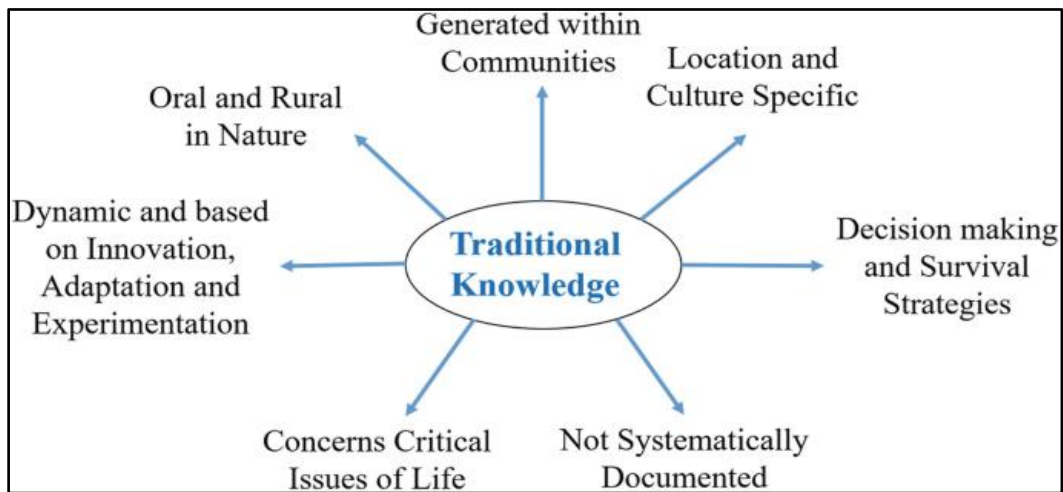 Generated within
Communities
Location and
Culture Specific
Oral and Rural
in Nature
Dynamic and based
on Innovation,
Adaptation and
Experimentation
Traditional
Knowledge
Decision making
and Survival
Strategies
Concerns Critical
Issues of Life
Not Systematically
Documented